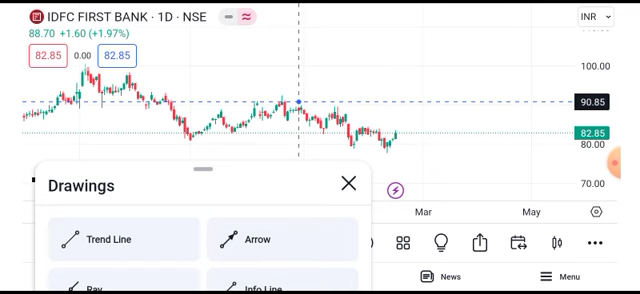 IDFC FIRST BANK · 1D · NSE
INR
88.70 +1.60 (+1.97%)
82.85 0.00 82.85
100.00
90.85
82.85
80.00
70.00
Drawings
Mar
May
Trend Line
Arrow
Ray
Info Line
News
Menu